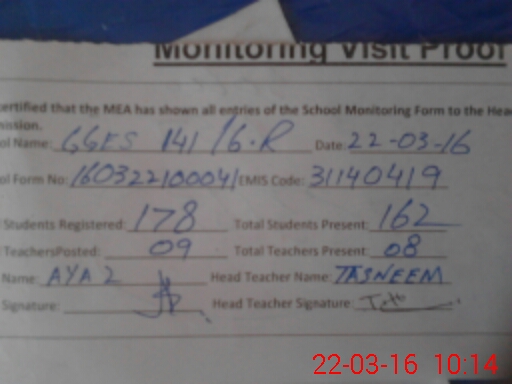 Monitoring Visit Proof
certified that the MEA has shown all entries of the School Monitoring Form to the Head
mission.
ol Name: GGES 141/6-R Date: 22-03-16
ol Form No: 16032210004 EMIS Code: 31140419
Students Registered: 178 Total Students Present: 162
TeachersPosted: 09 Total Teachers Present: 08
Name: AYAZ Head Teacher Name: TASNEEM
Signature: Head Teacher Signature:
22-03-16 10:14